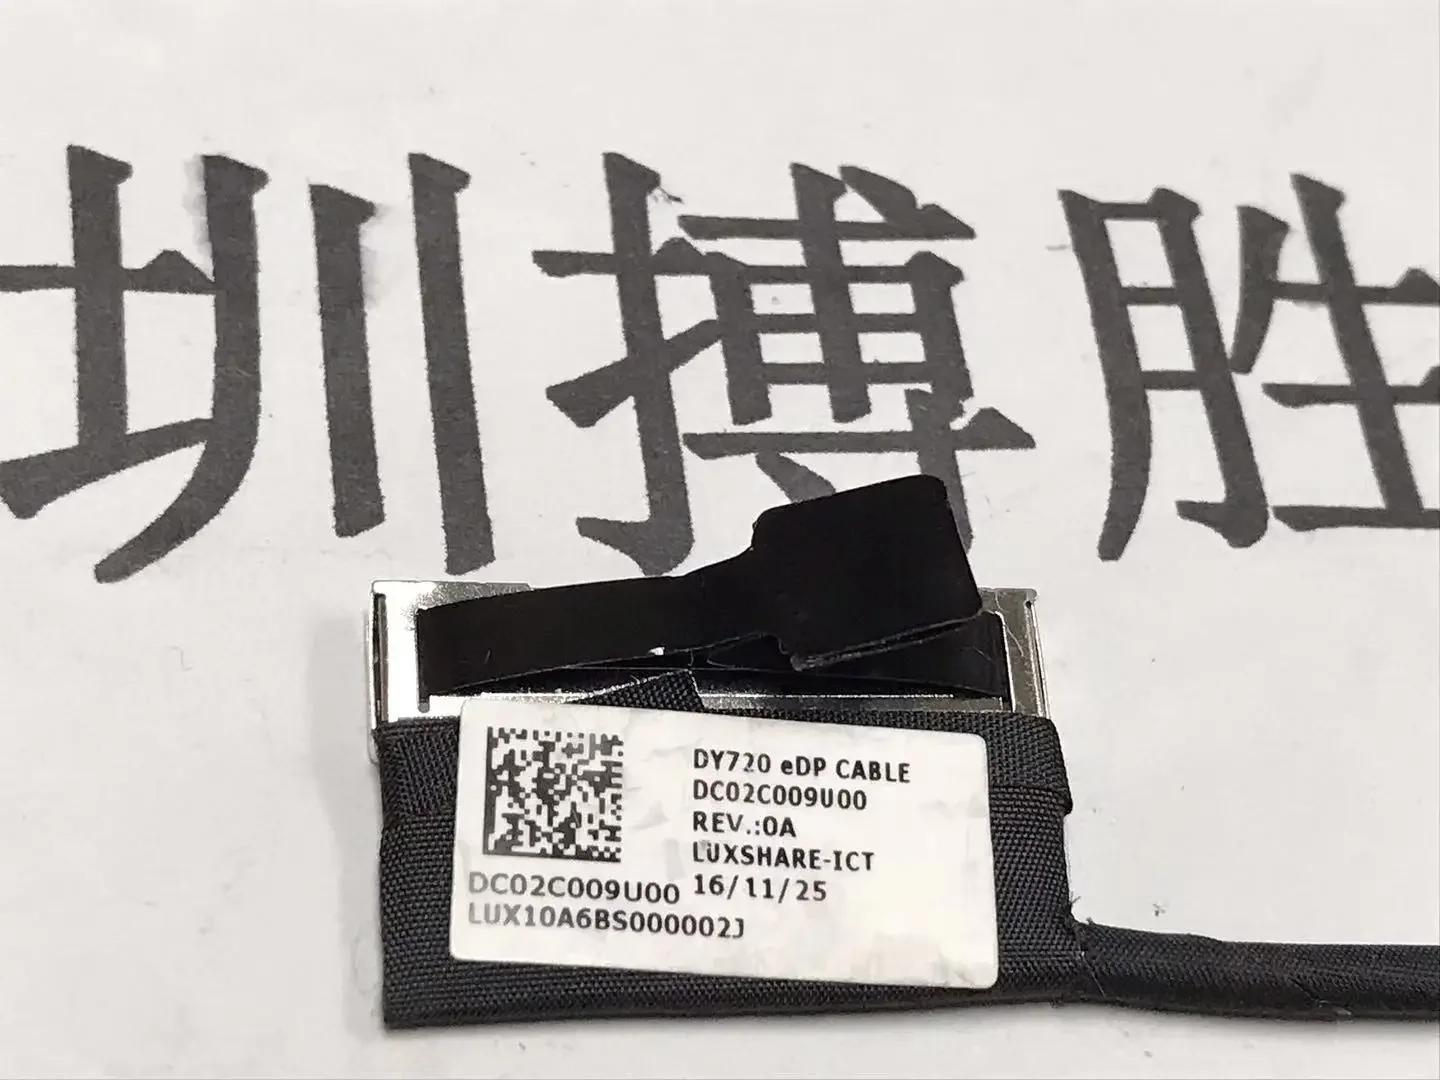 圳搏胜
DY720 eDP CABLE
DC02C009U00
REV.:0A
LUXSHARE-ICT
16/11/25
DC02C009U00
LUX10A6BS000002J